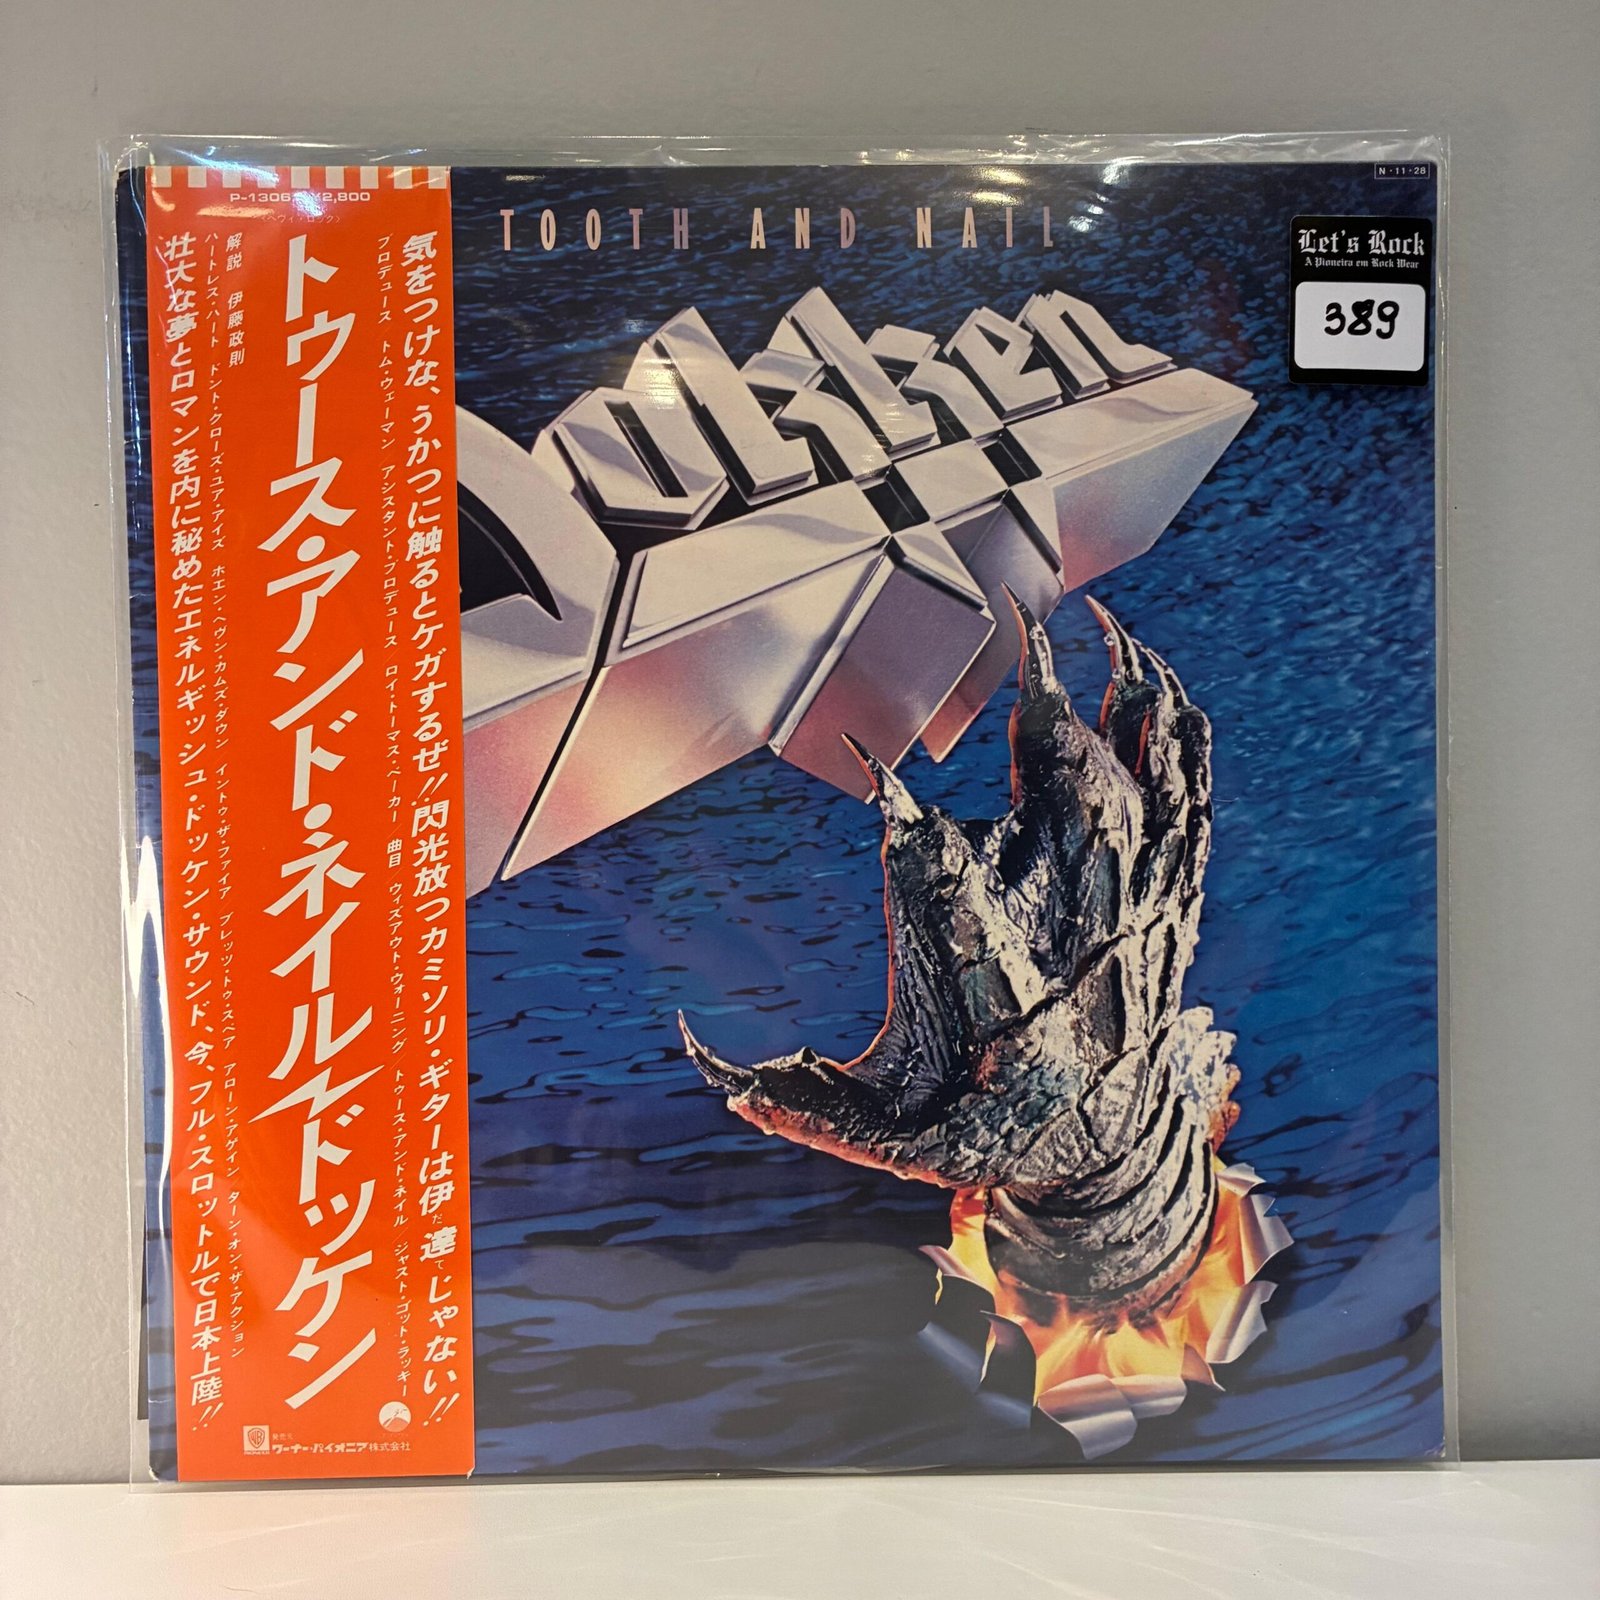 P-1306 ¥2,800
〈ヘヴィ・ロック〉
気をつけな、うかつに触るとケガするぜ!!閃光放つカミソリ・ギターは伊達じゃない!!
だて
プロデュース トム・ウェーマン アシスタント・プロデュース ロイ・トーマス・ベーカー/曲目/ウィズアウト・ウォーニング/トゥース・アンド・ネイル ジャスト・ゴット・ラッキー
トゥース・アンド・ネイル/ドッケン
解説 伊藤政則
ハートレス・ハート ドント・クローズ・ユア・アイズ ホエン・ヘヴン・カムズ・ダウン イントゥ・ザ・ファイア ブレッツ・トゥ・スペア アローン・アゲイン ターン・オン・ザ・アクション
壮大な夢とロマンを内に秘めたエネルギッシュ・ドッケン・サウンド、今、フル・スロットルで日本上陸!!
発売元
ワーナー・パイオニア株式会社
TOOTH AND NAIL
Dokken
N・11・28
Let's Rock
A Pioneira em Rock Wear
389